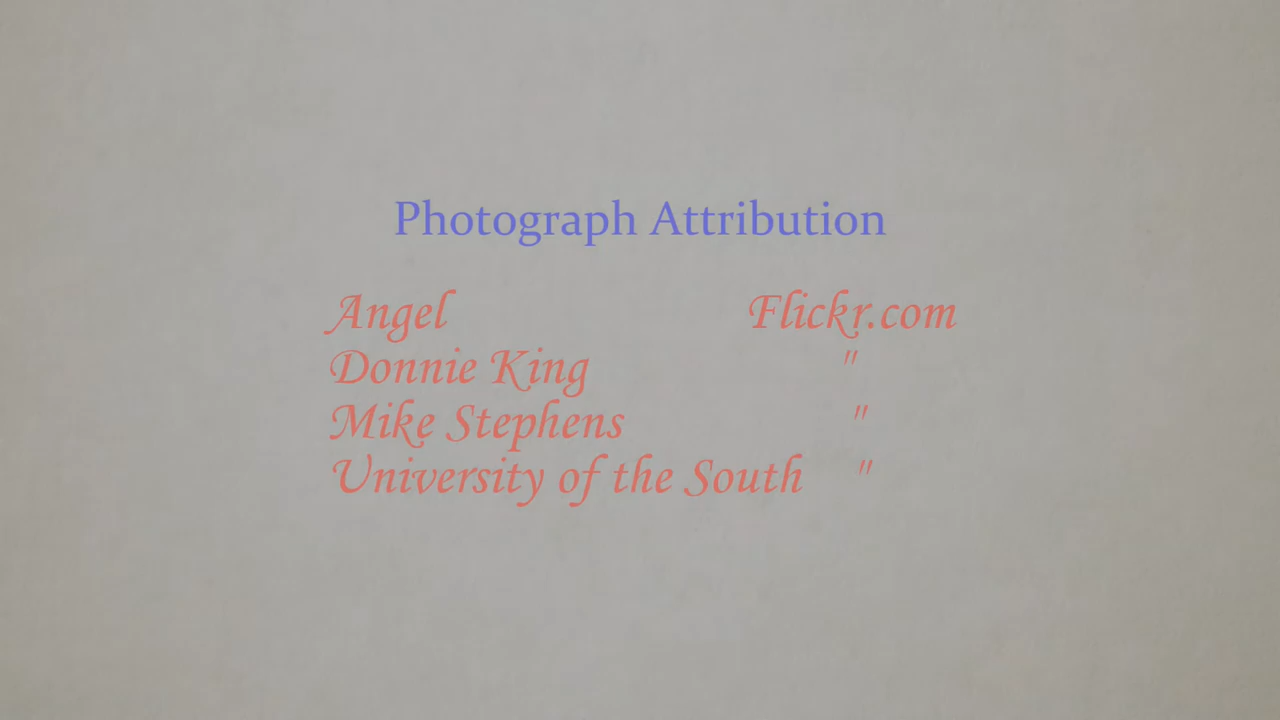 Photograph Attribution
Angel Flickr.com
Donnie King "
Mike Stephens "
University of the South "